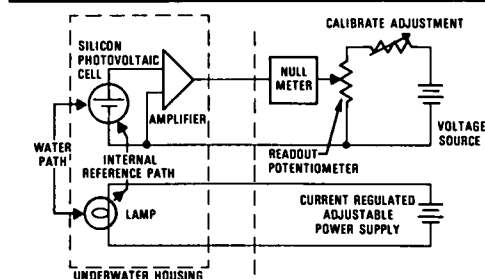 CALIBRATE ADJUSTMENT
SILICON
PHOTOVOLTAIC
CELL
NULL
METER
AMPLIFIER
WATER
PATH
INTERNAL
REFERENCE PATH
READOUT
POTENTIOMETER
VOLTAGE
SOURCE
LAMP
CURRENT REGULATED
ADJUSTABLE
POWER SUPPLY
UNDERWATER HOUSING